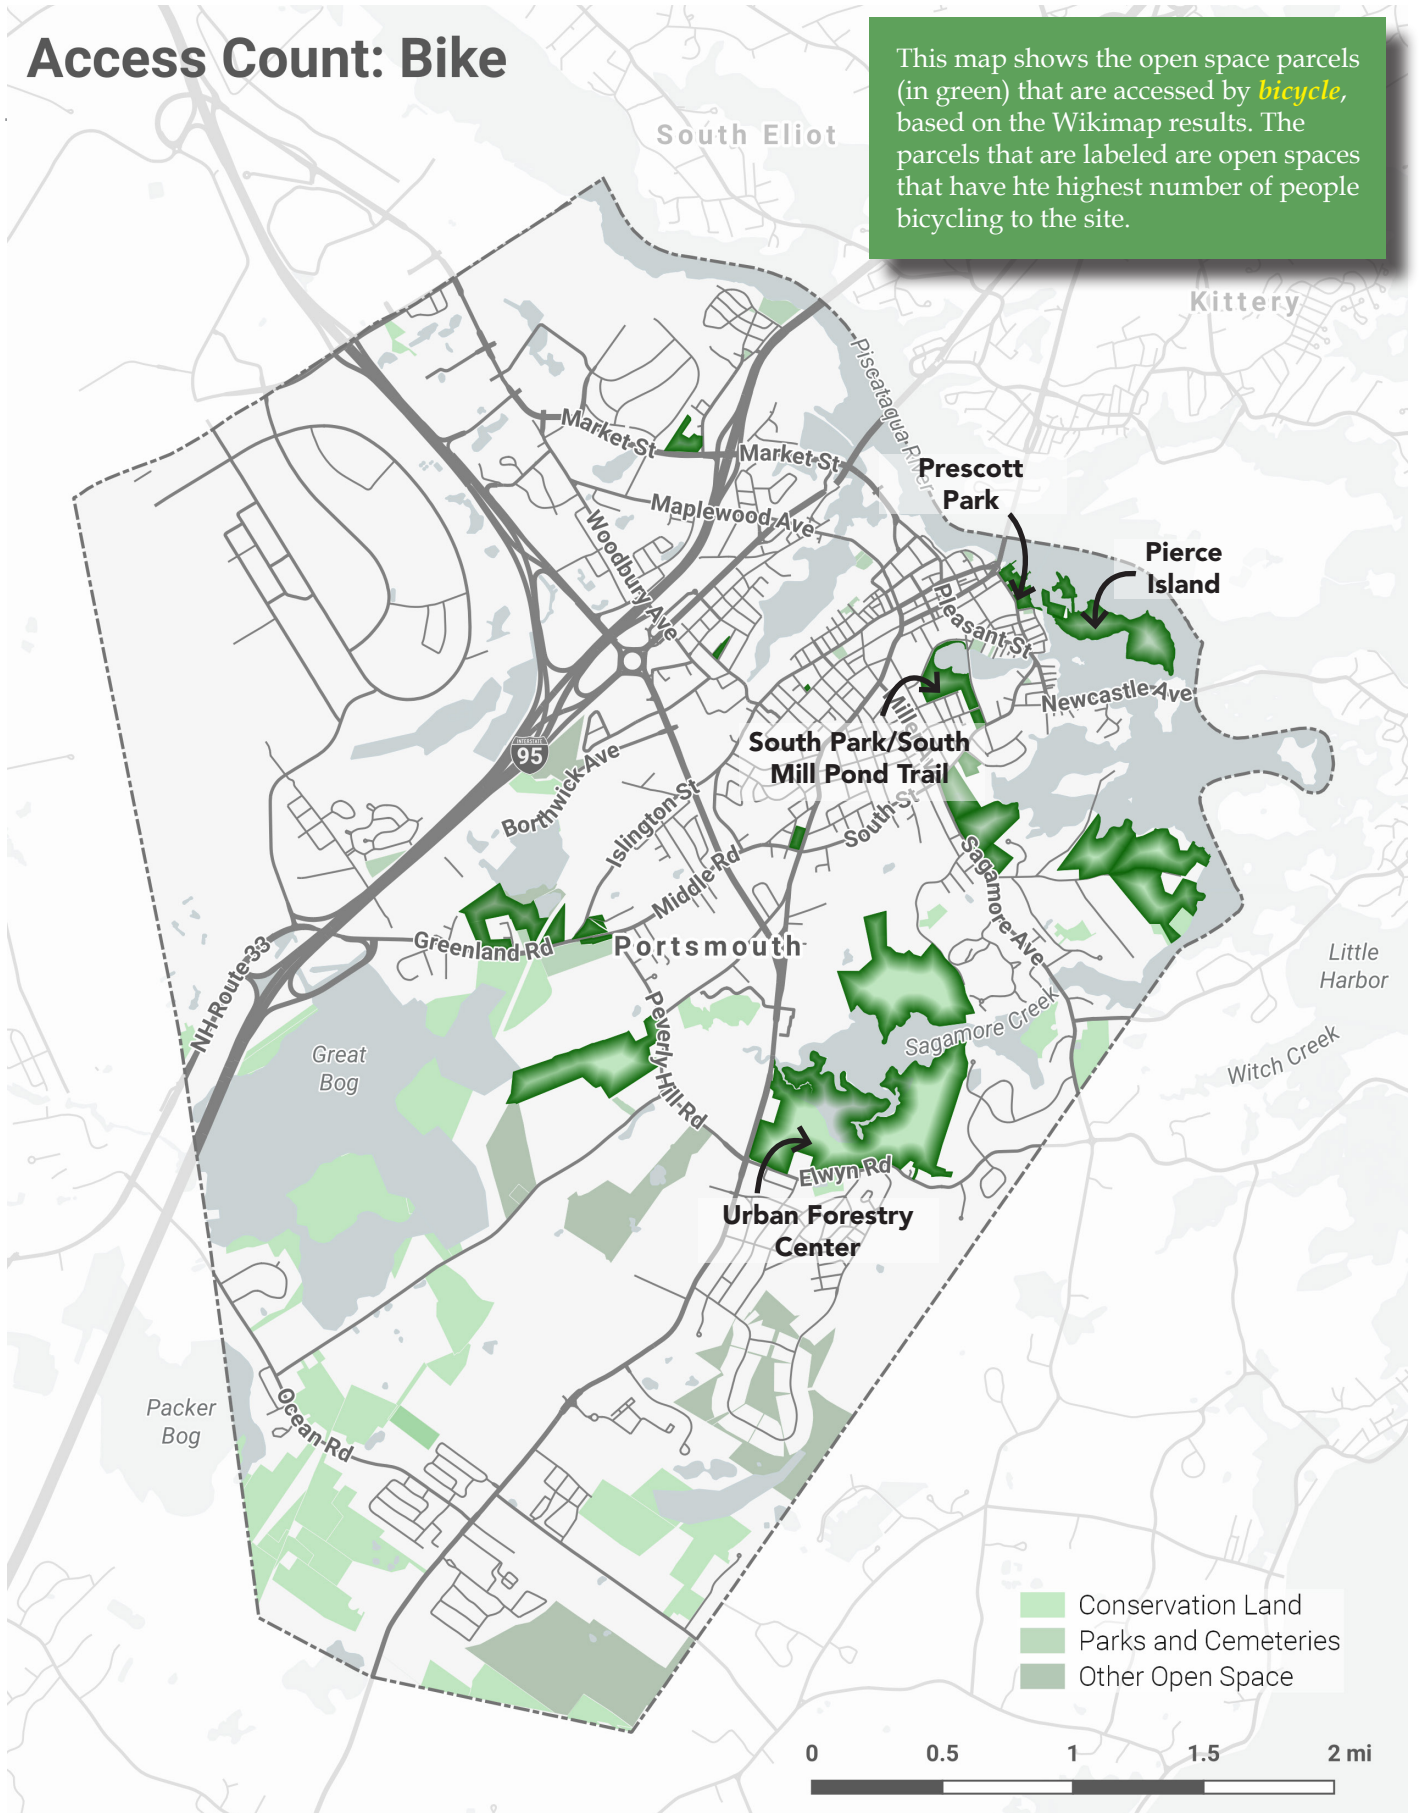 Access Count: Bike
This map shows the open space parcels
(in green) that are accessed by bicycle,
based on the Wikimap results. The
parcels that are labeled are open spaces
that have hte highest number of people
bicycling to the site.
South Eliot
Kittery
Piscataqua River
Market St
Market St
Prescott
Park
Maplewood Ave
Woodbury Ave
Pierce
Island
Pleasant St
Newcastle Ave
Miller Av
South Park/South
Mill Pond Trail
INTERSTATE
95
Borthwick Ave
Islington St
South St
Middle Rd
Sagamore Ave
Greenland Rd
Portsmouth
NH Route 33
Little
Harbor
Peverly Hill Rd
Sagamore Creek
Great
Bog
Witch Creek
Elwyn Rd
Urban Forestry
Center
Packer
Bog
Ocean Rd
Conservation Land
Parks and Cemeteries
Other Open Space
0 0.5 1 1.5 2 mi